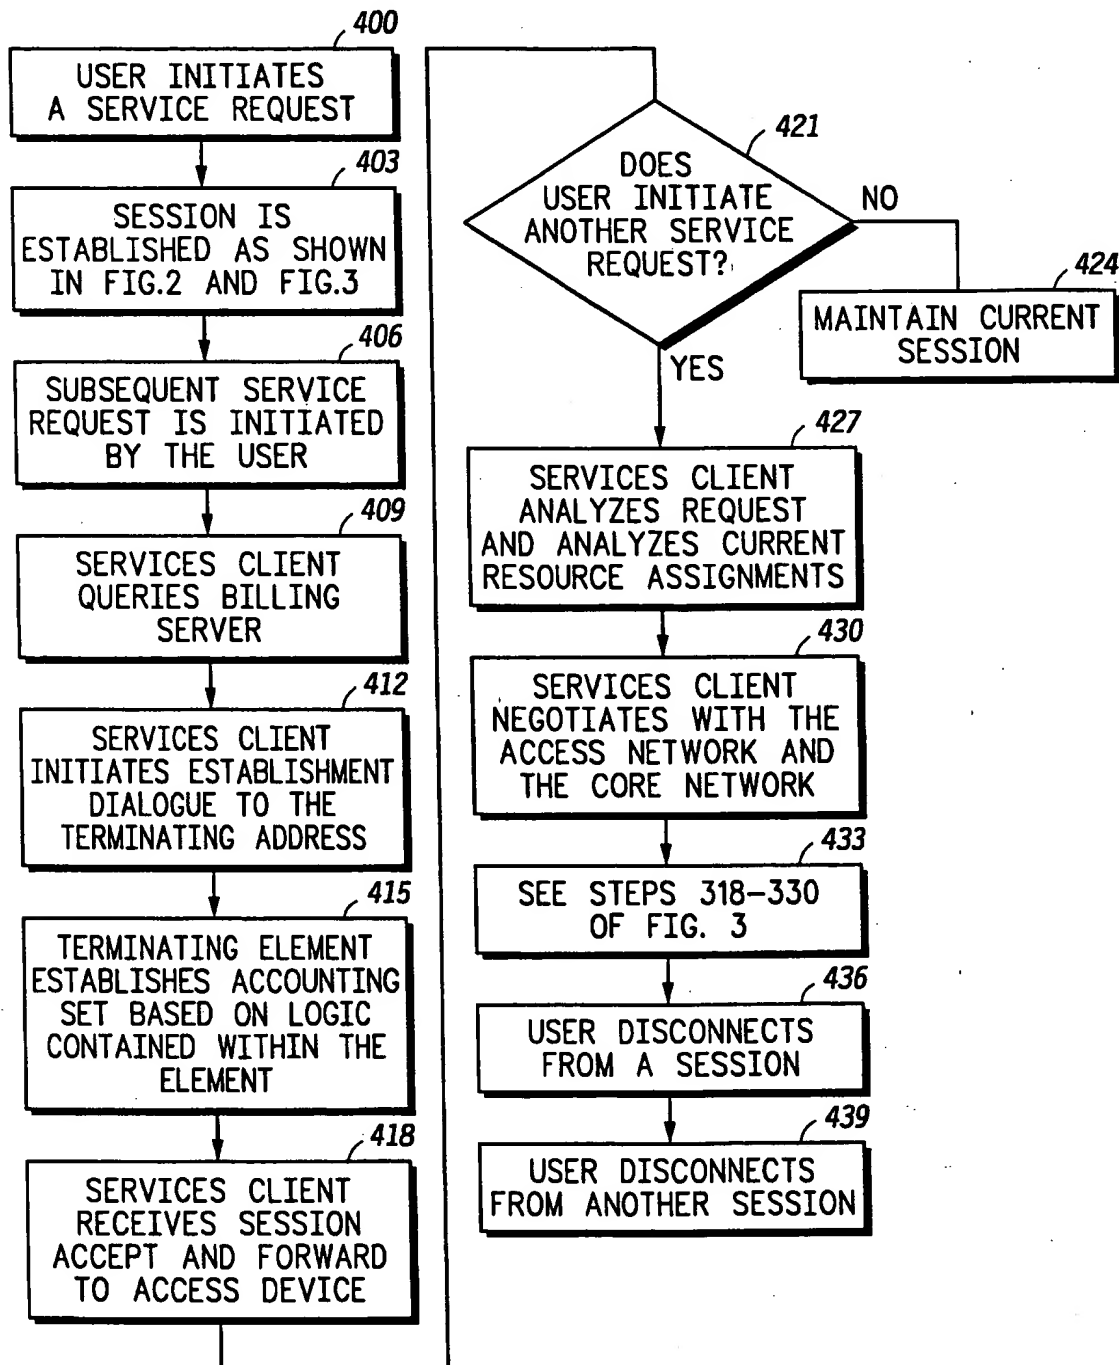 400
USER INITIATES
A SERVICE REQUEST
403
SESSION IS
ESTABLISHED AS SHOWN
IN FIG.2 AND FIG.3
406
SUBSEQUENT SERVICE
REQUEST IS INITIATED
BY THE USER
409
SERVICES CLIENT
QUERIES BILLING
SERVER
412
SERVICES CLIENT
INITIATES ESTABLISHMENT
DIALOGUE TO THE
TERMINATING ADDRESS
415
TERMINATING ELEMENT
ESTABLISHES ACCOUNTING
SET BASED ON LOGIC
CONTAINED WITHIN THE
ELEMENT
418
SERVICES CLIENT
RECEIVES SESSION
ACCEPT AND FORWARD
TO ACCESS DEVICE
421
DOES
USER INITIATE
ANOTHER SERVICE
REQUEST?
NO
424
MAINTAIN CURRENT
SESSION
YES
427
SERVICES CLIENT
ANALYZES REQUEST
AND ANALYZES CURRENT
RESOURCE ASSIGNMENTS
430
SERVICES CLIENT
NEGOTIATES WITH THE
ACCESS NETWORK AND
THE CORE NETWORK
433
SEE STEPS 318-330
OF FIG. 3
436
USER DISCONNECTS
FROM A SESSION
439
USER DISCONNECTS
FROM ANOTHER SESSION